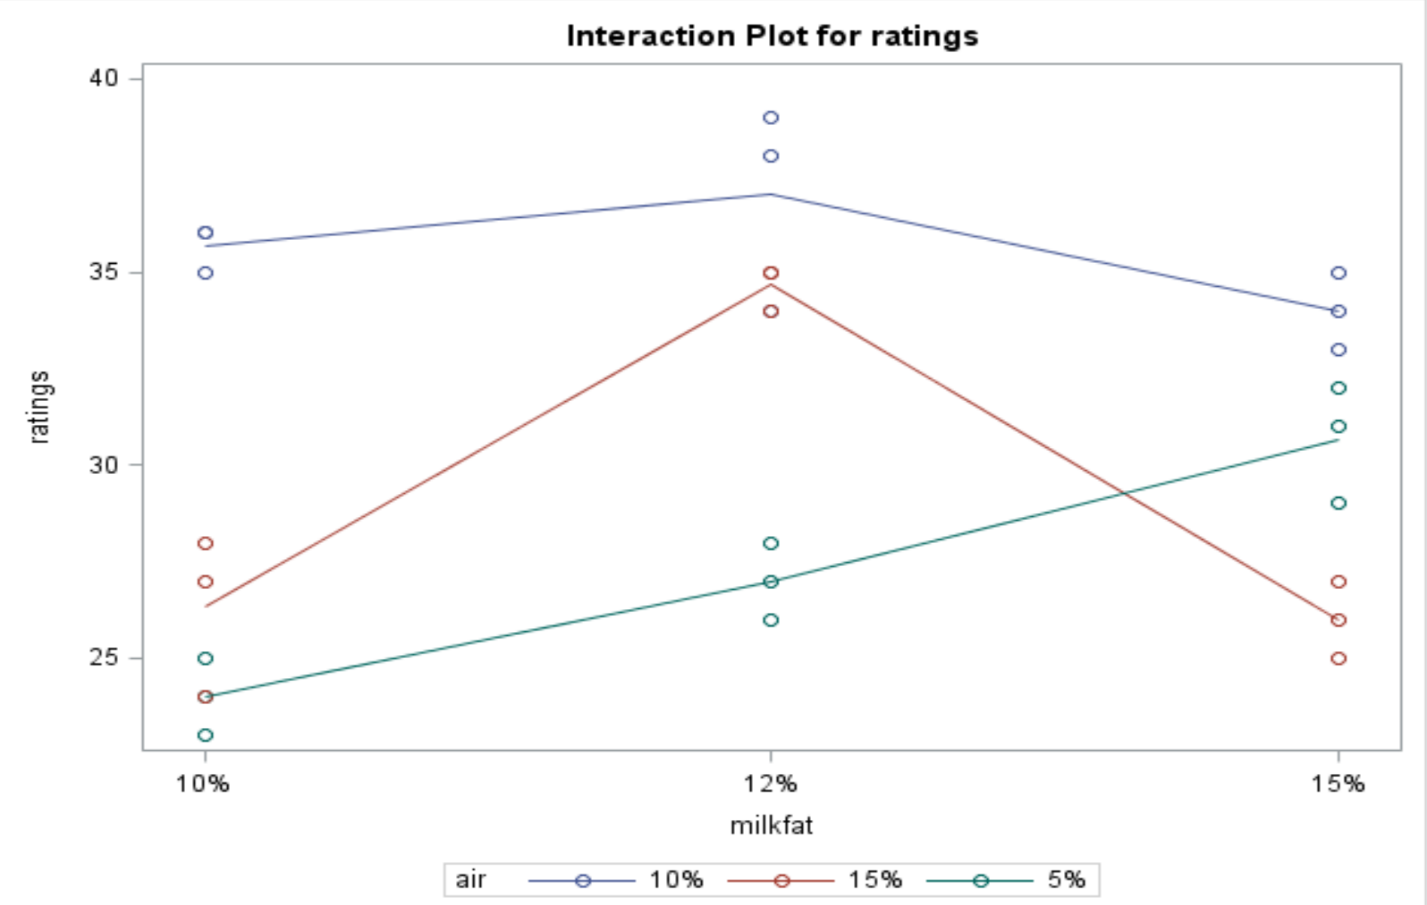 Interaction Plot for ratings
40
35
30
25
ratings
10% 12% 15%
milkfat
air 10% 15% 5%